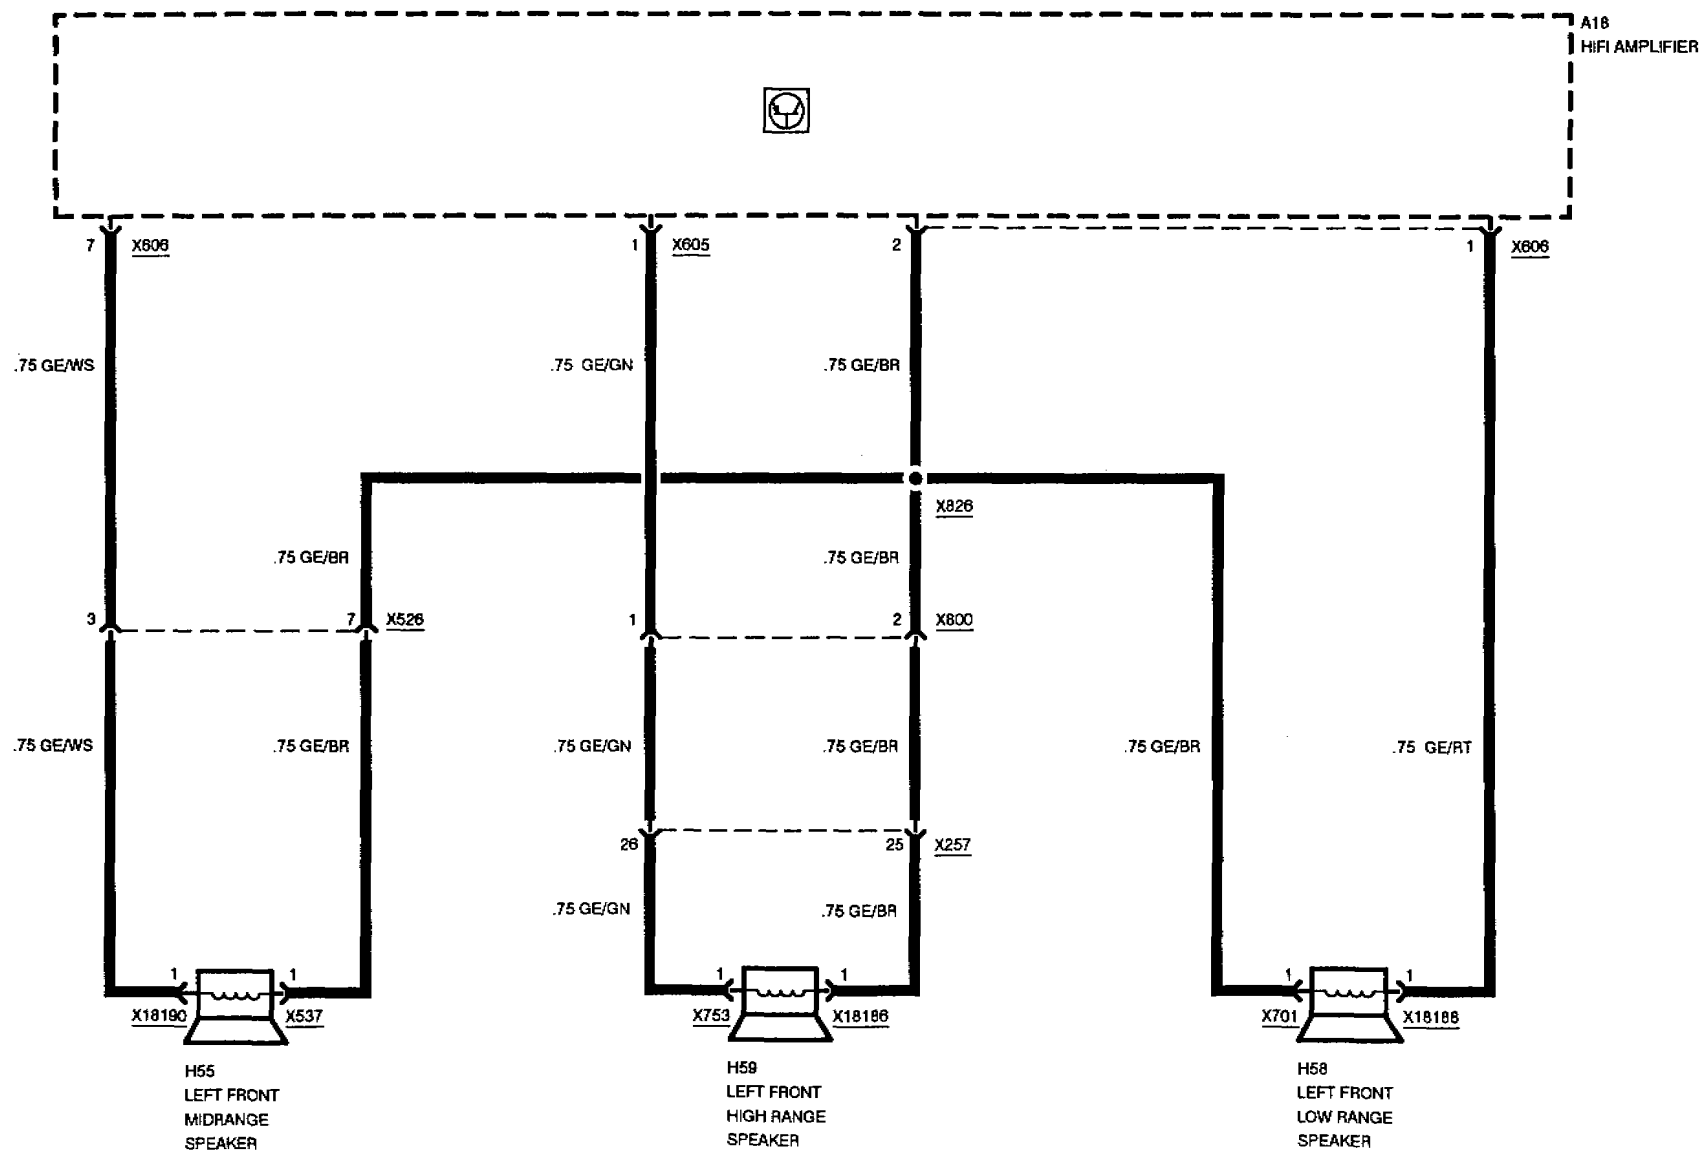 A18
HIFI AMPLIFIER
7 X606 1 X605 2 1 X606
.75 GE/WS .75 GE/GN .75 GE/BR
X826
.75 GE/BR .75 GE/BR
3 7 X526 1 2 X800
.75 GE/WS .75 GE/BR .75 GE/GN .75 GE/BR .75 GE/BR .75 GE/RT
26 25 X257
.75 GE/GN .75 GE/BR
1 1 1 1 1 1
X18190 X537 X753 X18186 X701 X18188
H55
LEFT FRONT
MIDRANGE
SPEAKER
H59
LEFT FRONT
HIGH RANGE
SPEAKER
H58
LEFT FRONT
LOW RANGE
SPEAKER